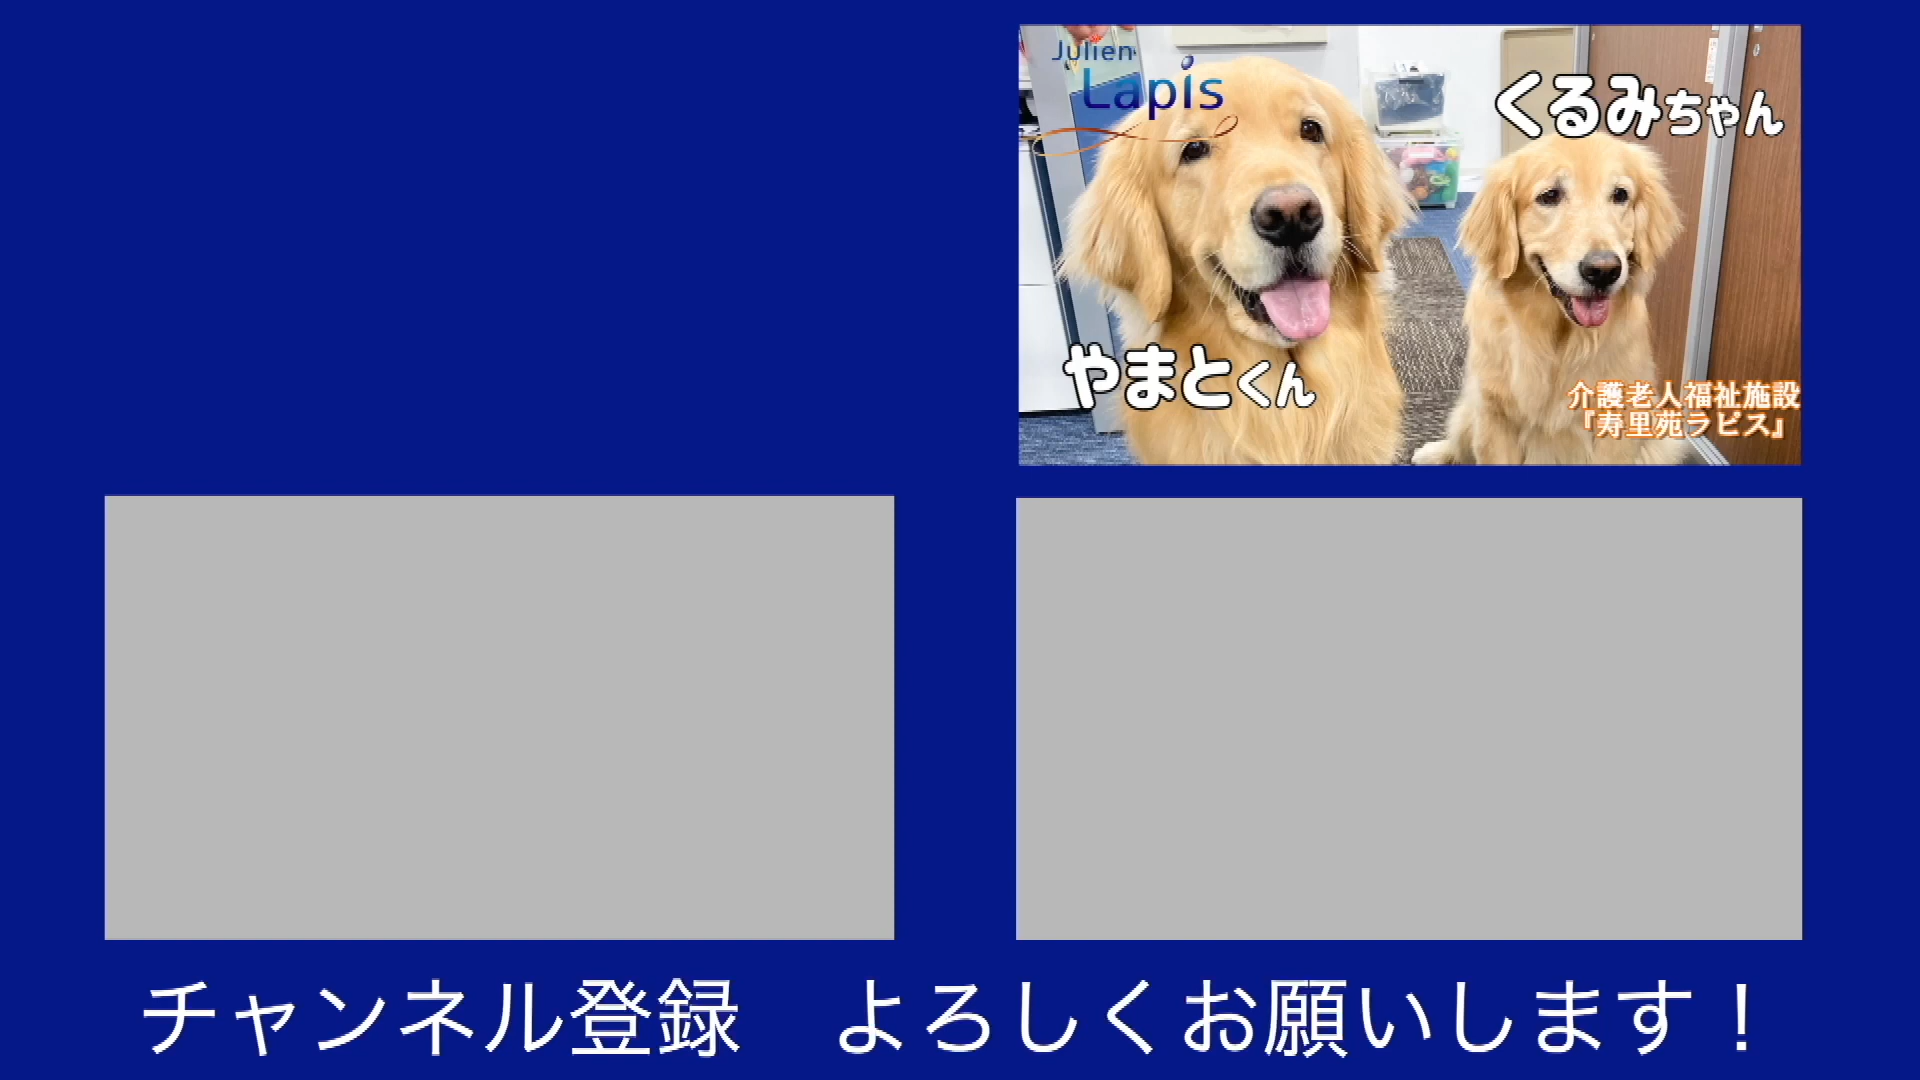 Julien
Lapis
くるみちゃん
やまとくん
介護老人福祉施設
『寿里苑ラピス』
チャンネル登録　よろしくお願いします！